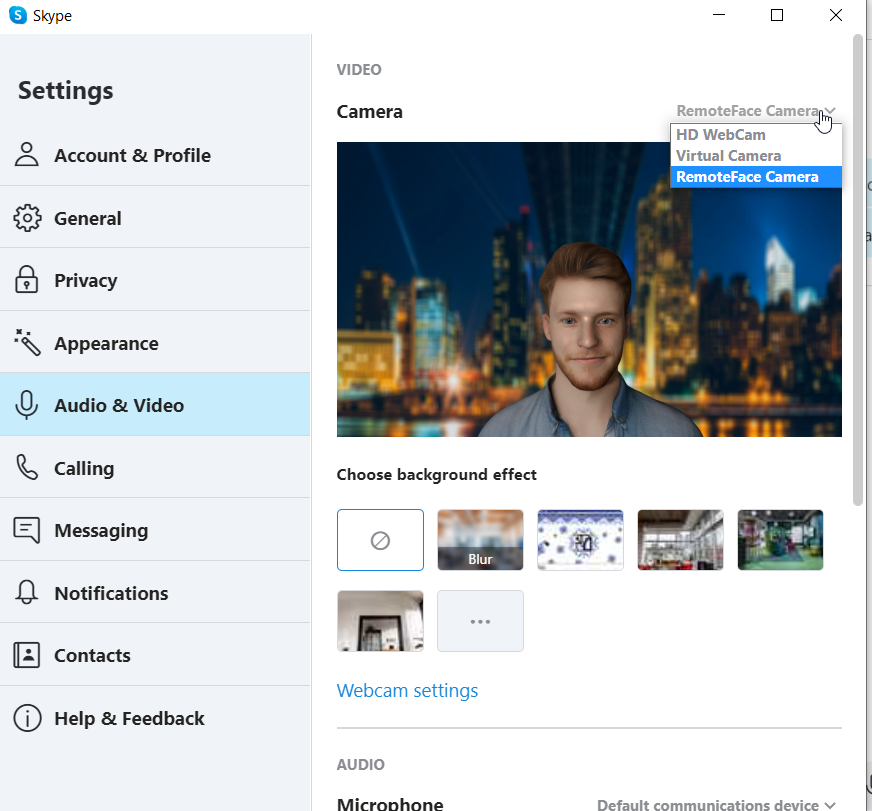 Skype
Settings
Account & Profile
General
Privacy
Appearance
Audio & Video
Calling
Messaging
Notifications
Contacts
Help & Feedback
VIDEO
Camera
RemoteFace Camera
HD WebCam
Virtual Camera
RemoteFace Camera
Choose background effect
Blur
Webcam settings
AUDIO
Microphone
Default communications device